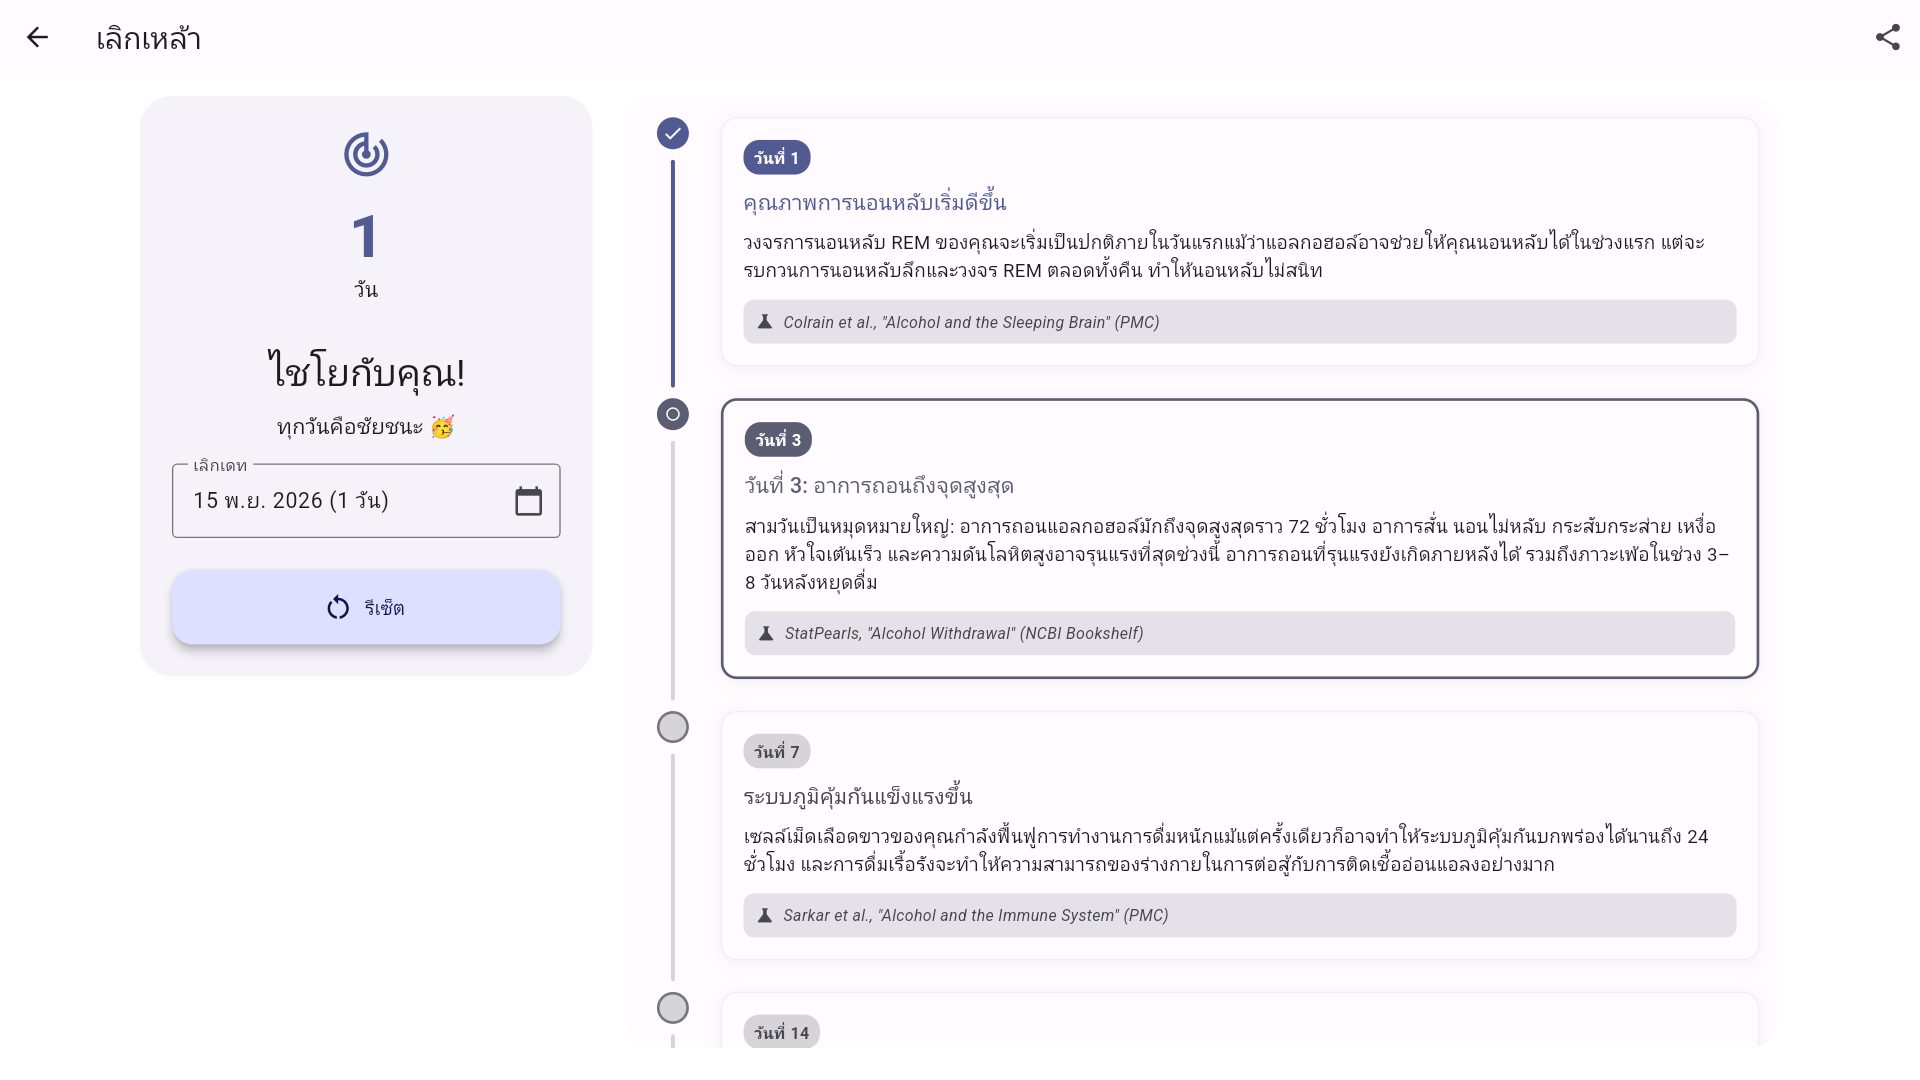 เลิกเหล้า
1
วัน
ไชโยกับคุณ!
ทุกวันคือชัยชนะ 🥳
เลิกเดท
15 พ.ย. 2026 (1 วัน)
รีเซ็ต
วันที่ 1
คุณภาพการนอนหลับเริ่มดีขึ้น
วงจรการนอนหลับ REM ของคุณจะเริ่มเป็นปกติภายในวันแรกแม้ว่าแอลกอฮอล์อาจช่วยให้คุณนอนหลับได้ในช่วงแรก แต่จะ
รบกวนการนอนหลับลึกและวงจร REM ตลอดทั้งคืน ทำให้นอนหลับไม่สนิท
Colrain et al., "Alcohol and the Sleeping Brain" (PMC)
วันที่ 3
วันที่ 3: อาการถอนถึงจุดสูงสุด
สามวันเป็นหมุดหมายใหญ่: อาการถอนแอลกอฮอล์มักถึงจุดสูงสุดราว 72 ชั่วโมง อาการสั่น นอนไม่หลับ กระสับกระส่าย เหงื่อ
ออก หัวใจเต้นเร็ว และความดันโลหิตสูงอาจรุนแรงที่สุดช่วงนี้ อาการถอนที่รุนแรงยังเกิดภายหลังได้ รวมถึงภาวะเพ้อในช่วง 3–
8 วันหลังหยุดดื่ม
StatPearls, "Alcohol Withdrawal" (NCBI Bookshelf)
วันที่ 7
ระบบภูมิคุ้มกันแข็งแรงขึ้น
เซลล์เม็ดเลือดขาวของคุณกำลังฟื้นฟูการทำงานการดื่มหนักแม้แต่ครั้งเดียวก็อาจทำให้ระบบภูมิคุ้มกันบกพร่องได้นานถึง 24
ชั่วโมง และการดื่มเรื้อรังจะทำให้ความสามารถของร่างกายในการต่อสู้กับการติดเชื้ออ่อนแอลงอย่างมาก
Sarkar et al., "Alcohol and the Immune System" (PMC)
วันที่ 14